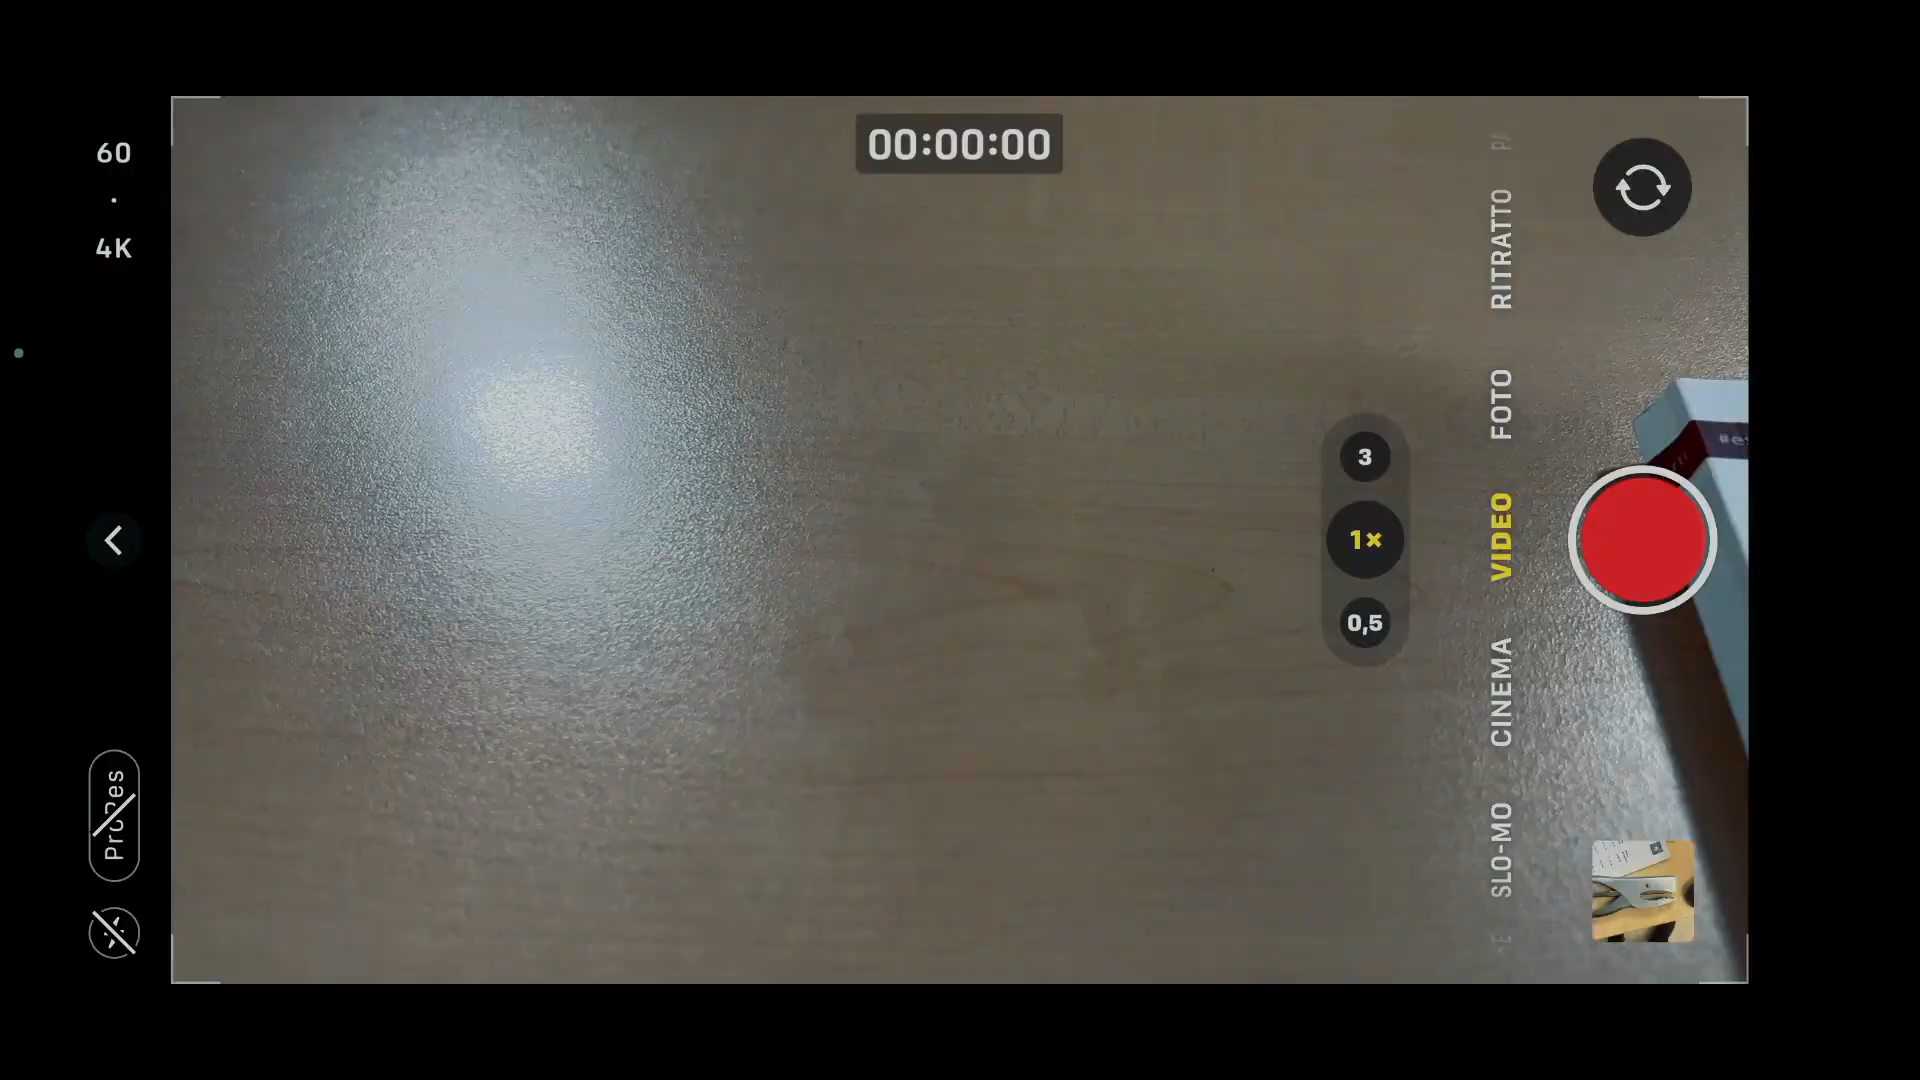 60
·
4K
00:00:00
RITRATTO
FOTO
VIDEO
CINEMA
SLO-MO
3
1×
0,5
ProRes